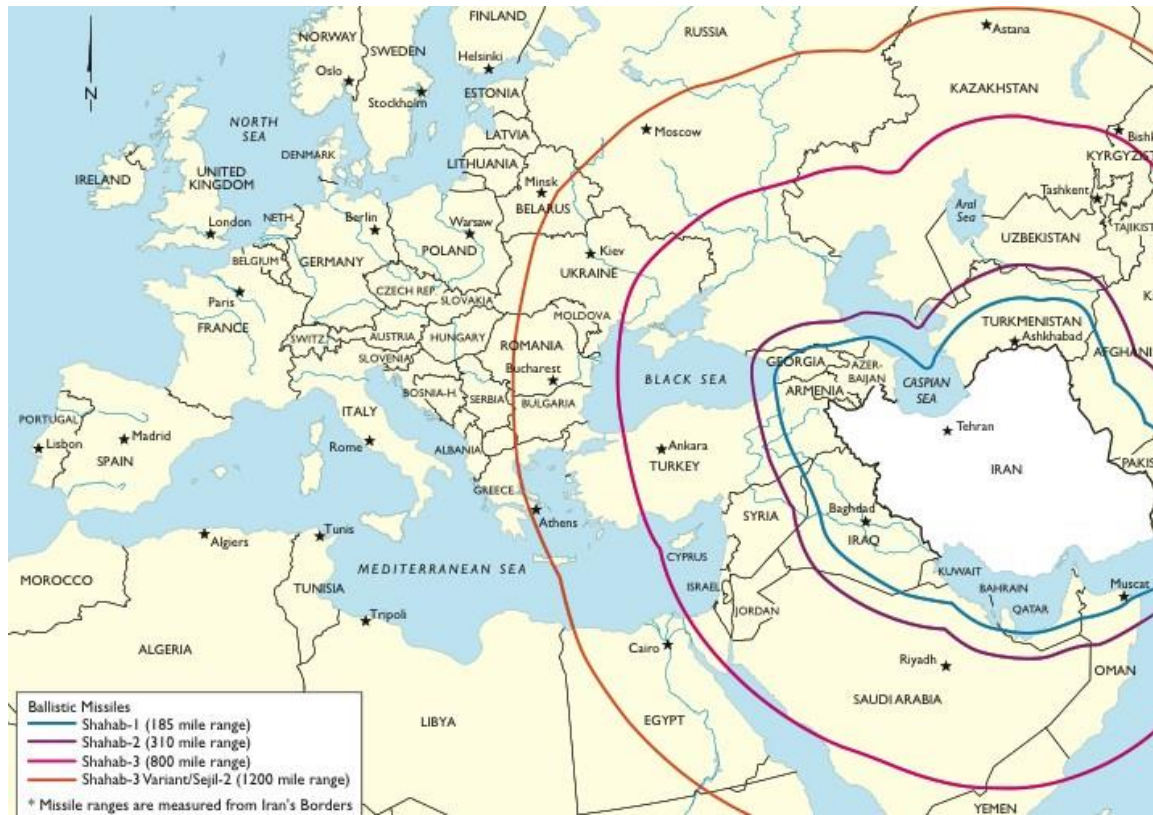 FINLAND
NORWAY
SWEDEN
RUSSIA
Astana
Helsinki
Oslo
ESTONIA
Stockholm
KAZAKHSTAN
N
NORTH
SEA
LATVIA
Moscow
DENMARK
LITHUANIA
KYRGYZIST
IRELAND
UNITED
KINGDOM
Minsk
BELARUS
Tashkent
Aral
Sea
London
NETH.
Berlin
Warsaw
POLAND
TAJIKIST
UZBEKISTAN
BELGIUM
GERMANY
Kiev
UKRAINE
Paris
CZECH REP.
SLOVAKIA
FRANCE
MOLDOVA
AUSTRIA
HUNGARY
TURKMENISTAN
SWITZ.
ROMANIA
Ashkhabad
SLOVENIA
AFGHANI
GEORGIA
AZER-
BAIJAN
Bucharest
BLACK SEA
CASPIAN
SEA
BOSNIA-H.
SERBIA
ARMENIA
BULGARIA
ITALY
PORTUGAL
Lisbon
Madrid
SPAIN
Rome
ALBANIA
Ankara
TURKEY
Tehran
IRAN
PAKIS
GREECE
Athens
SYRIA
Baghdad
IRAQ
Algiers
Tunis
CYPRUS
MEDITERRANEAN SEA
MOROCCO
TUNISIA
ISRAEL
KUWAIT
BAHRAIN
Muscat
JORDAN
QATAR
Tripoli
ALGERIA
Cairo
Riyadh
OMAN
SAUDI ARABIA
LIBYA
EGYPT
YEMEN
Ballistic Missiles
Shahab-1 (185 mile range)
Shahab-2 (310 mile range)
Shahab-3 (800 mile range)
Shahab-3 Variant/Sejil-2 (1200 mile range)
* Missile ranges are measured from Iran's Borders